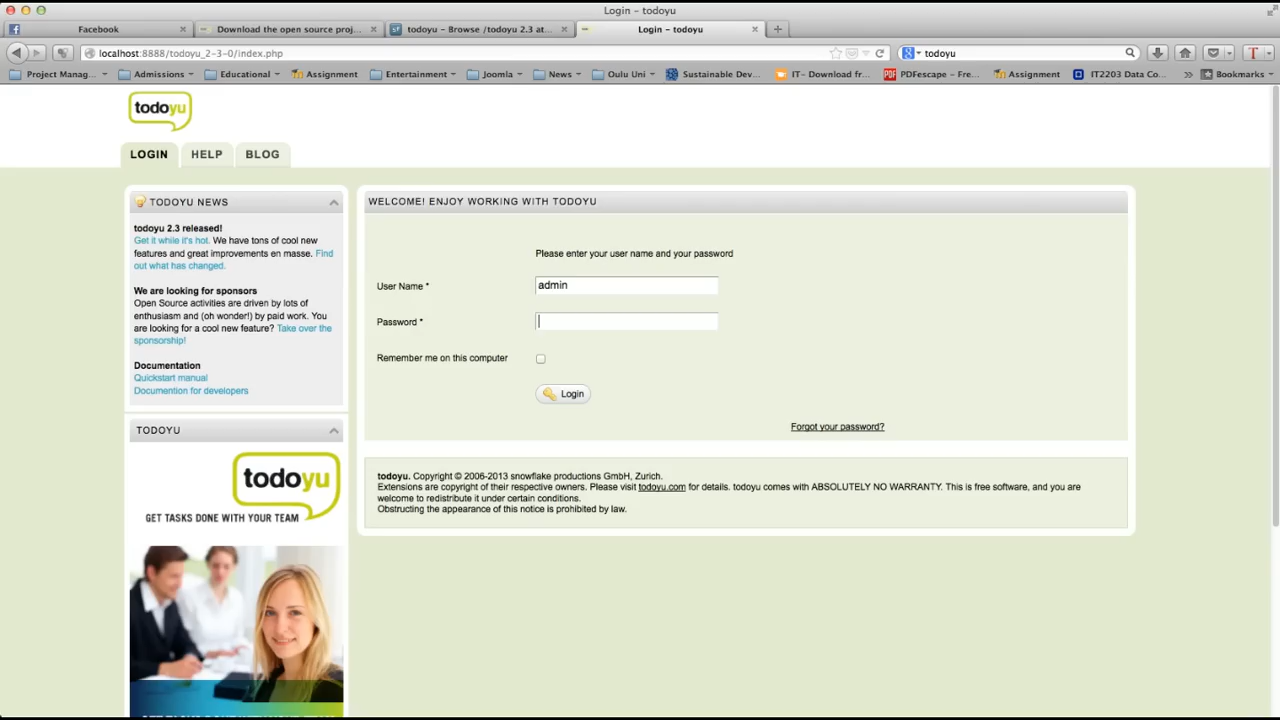 Login - todoyu
Facebook
Download the open source proj...
todoyu - Browse /todoyu 2.3 at...
Login - todoyu
localhost:8888/todoyu_2-3-0/index.php
todoyu
Project Manag...
Admissions
Educational
Assignment
Entertainment
Joomla
News
Oulu Uni
Sustainable Dev...
IT- Download fr...
PDFescape - Fre...
Assignment
IT2203 Data Co...
Bookmarks
todoyu
LOGIN
HELP
BLOG
TODOYU NEWS
todoyu 2.3 released!
Get it while it's hot. We have tons of cool new
features and great improvements en masse. Find
out what has changed.
We are looking for sponsors
Open Source activities are driven by lots of
enthusiasm and (oh wonder!) by paid work. You
are looking for a cool new feature? Take over the
sponsorship!
Documentation
Quickstart manual
Documention for developers
TODOYU
todoyu
GET TASKS DONE WITH YOUR TEAM
WELCOME! ENJOY WORKING WITH TODOYU
Please enter your user name and your password
User Name *
admin
Password *
Remember me on this computer
Login
Forgot your password?
todoyu. Copyright © 2006-2013 snowflake productions GmbH, Zurich.
Extensions are copyright of their respective owners. Please visit todoyu.com for details. todoyu comes with ABSOLUTELY NO WARRANTY. This is free software, and you are
welcome to redistribute it under certain conditions.
Obstructing the appearance of this notice is prohibited by law.